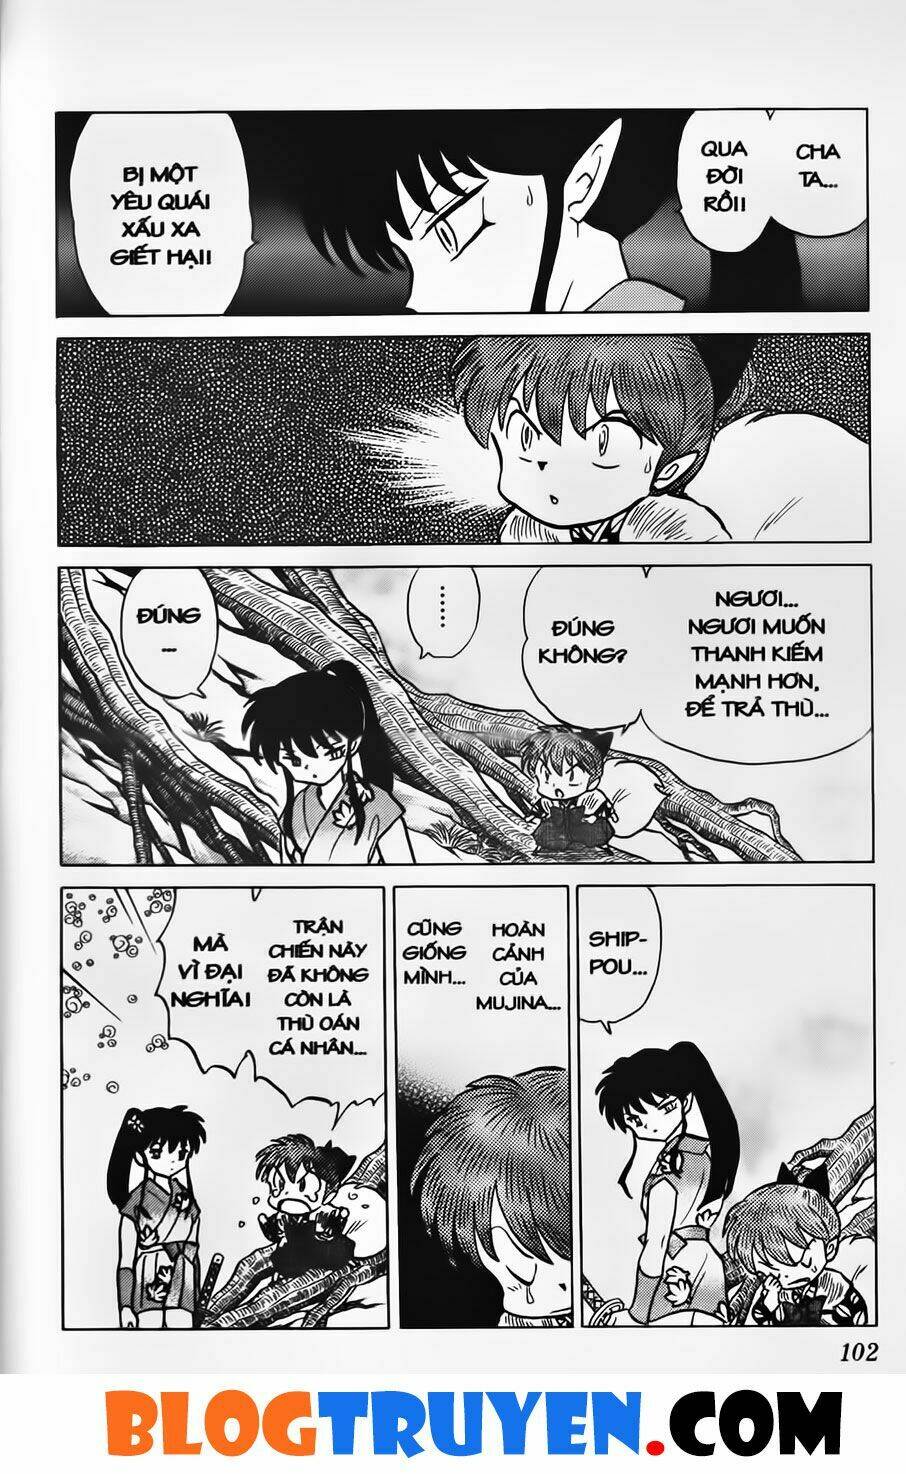 CHA
TA...
QUA
ĐỜI
RỒI!
BỊ MỘT
YÊU QUÁI
XẤU XA
GIẾT HẠI!
NGƯƠI...
NGƯƠI MUỐN
THANH KIẾM
MẠNH HƠN,
ĐỂ TRẢ THÙ...
ĐÚNG
KHÔNG?
......
ĐÚNG
...
SHIP-
POU...
HOÀN
CẢNH
CỦA
MUJINA...
CŨNG
GIỐNG
MÌNH...
TRẬN
CHIẾN NÀY
ĐÃ KHÔNG
CÒN LÀ
THÙ OÁN
CÁ NHÂN...
MÀ
VÌ ĐẠI
NGHĨA!
102
BLOGTRUYEN.COM